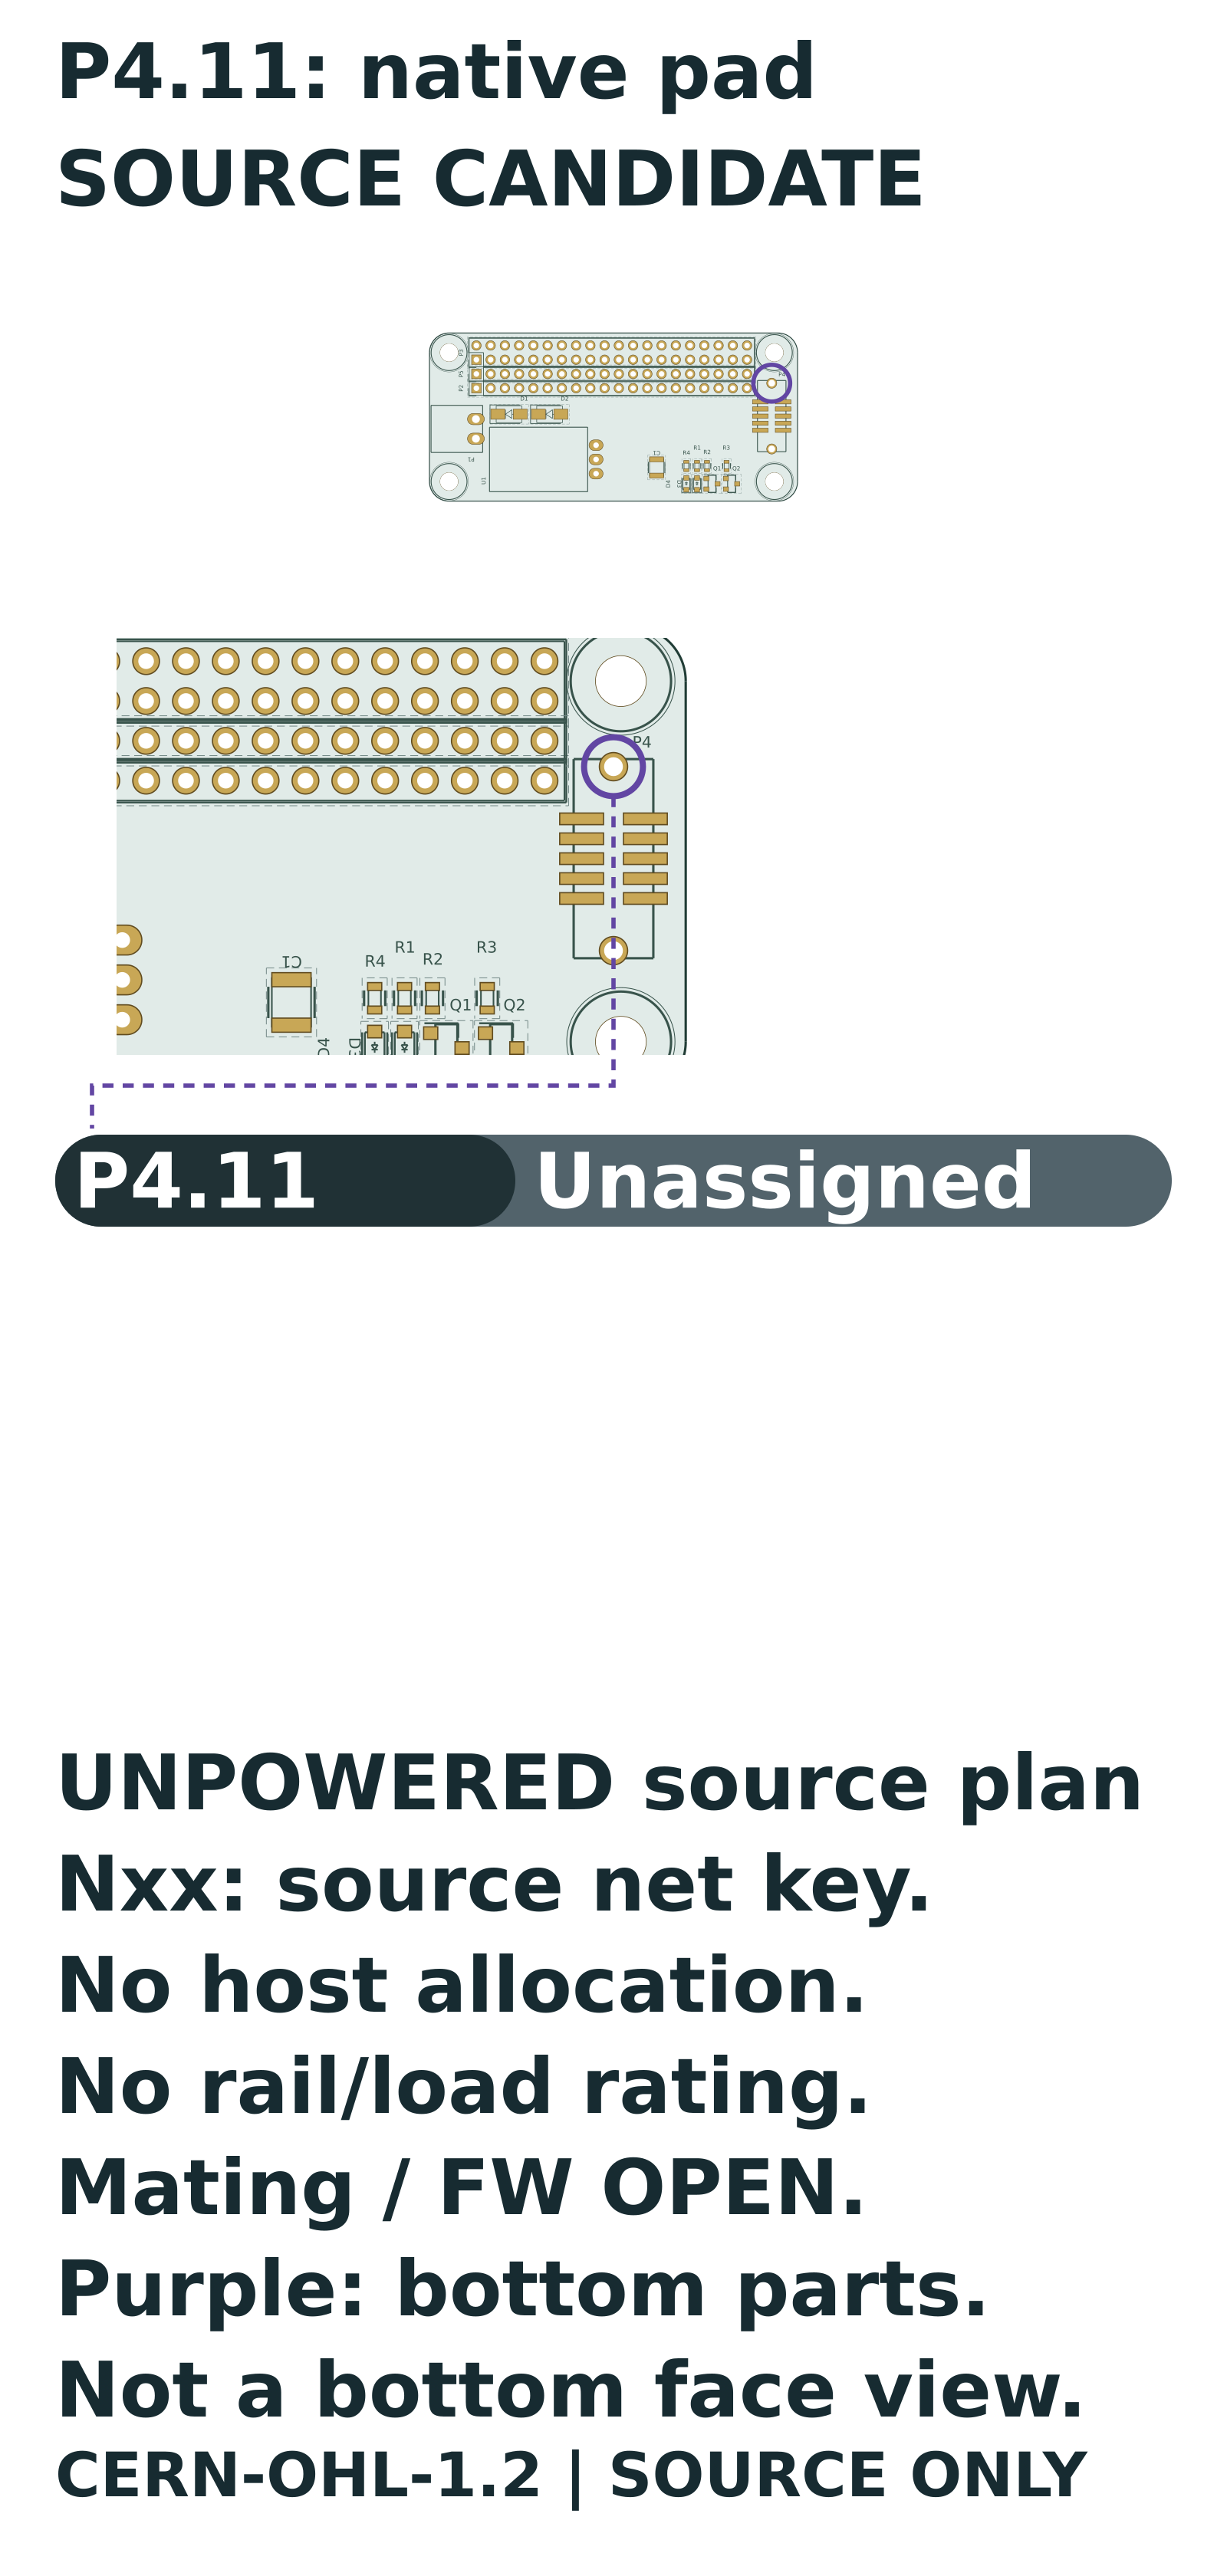 P4.11: native pad
SOURCE CANDIDATE
P4
R1
R3
R4
R2
C1
Q1
Q2
D4
P4.11
Unassigned
UNPOWERED source plan
Nxx: source net key.
No host allocation.
No rail/load rating.
Mating / FW OPEN.
Purple: bottom parts.
Not a bottom face view.
CERN-OHL-1.2 | SOURCE ONLY